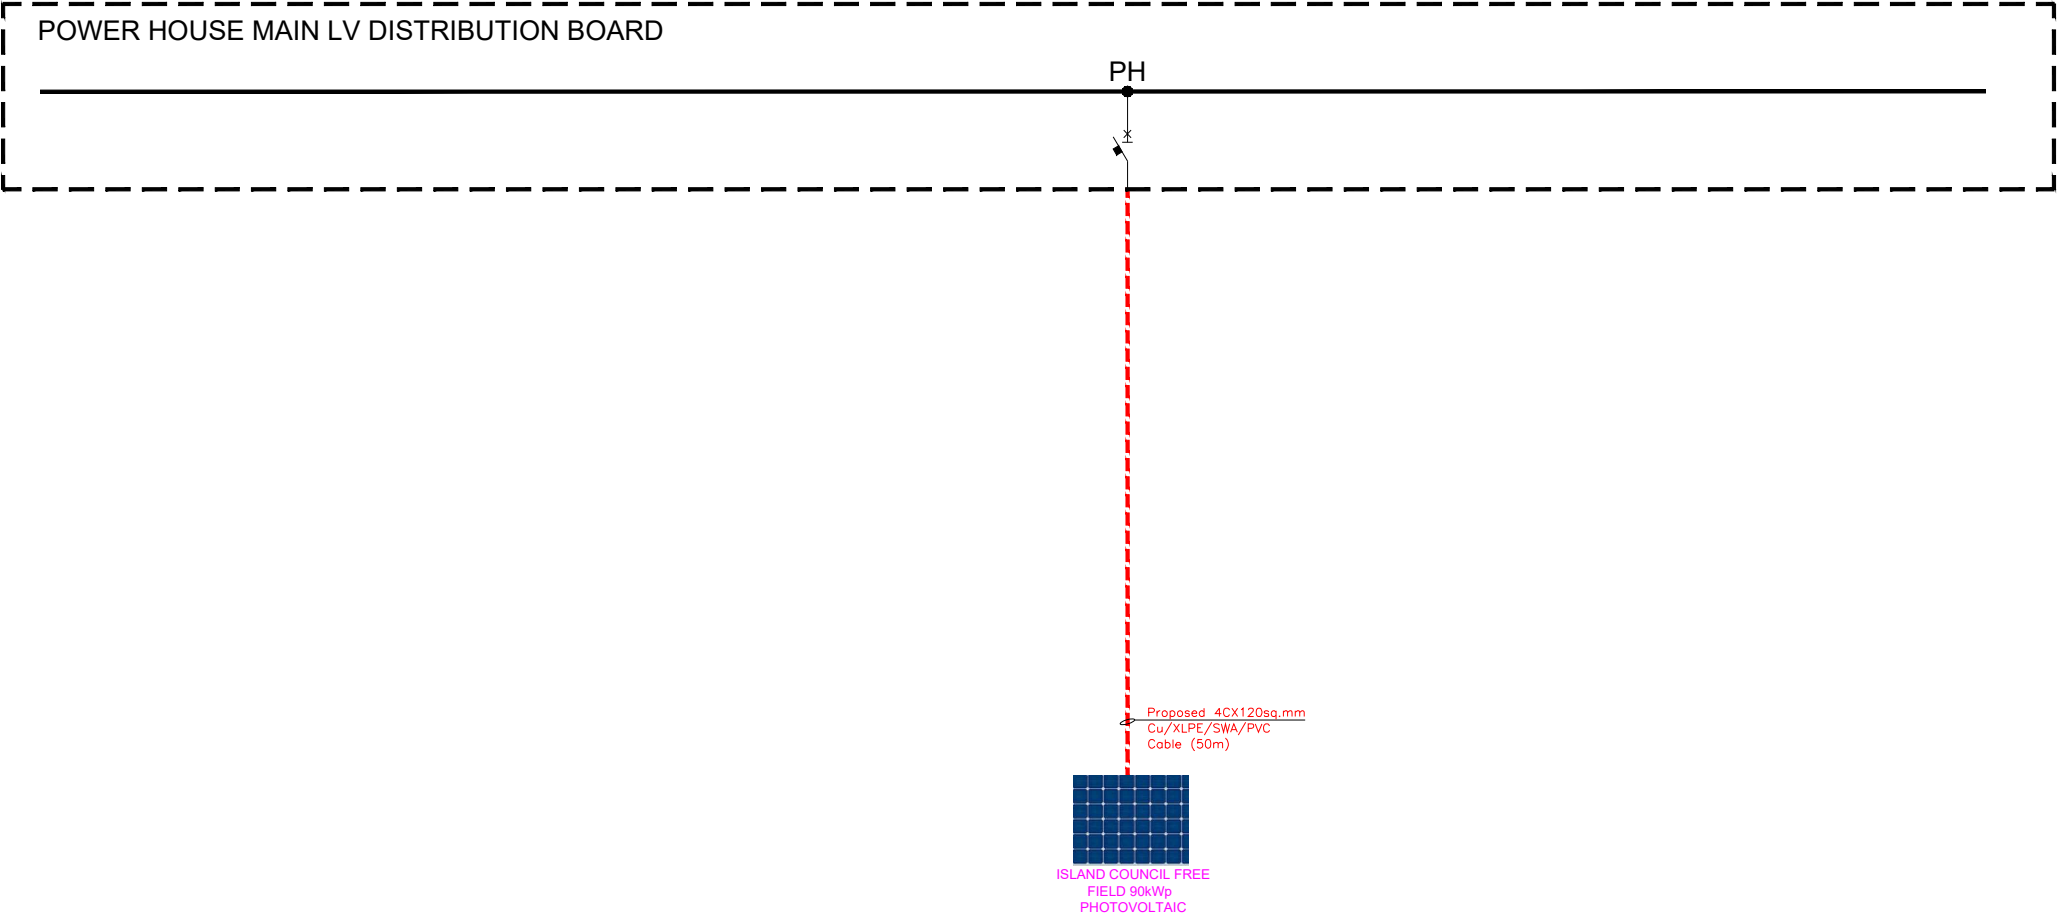 POWER HOUSE MAIN LV DISTRIBUTION BOARD
PH
Proposed 4CX120sq.mm
Cu/XLPE/SWA/PVC
Cable (50m)
ISLAND COUNCIL FREE
FIELD 90kWp
PHOTOVOLTAIC